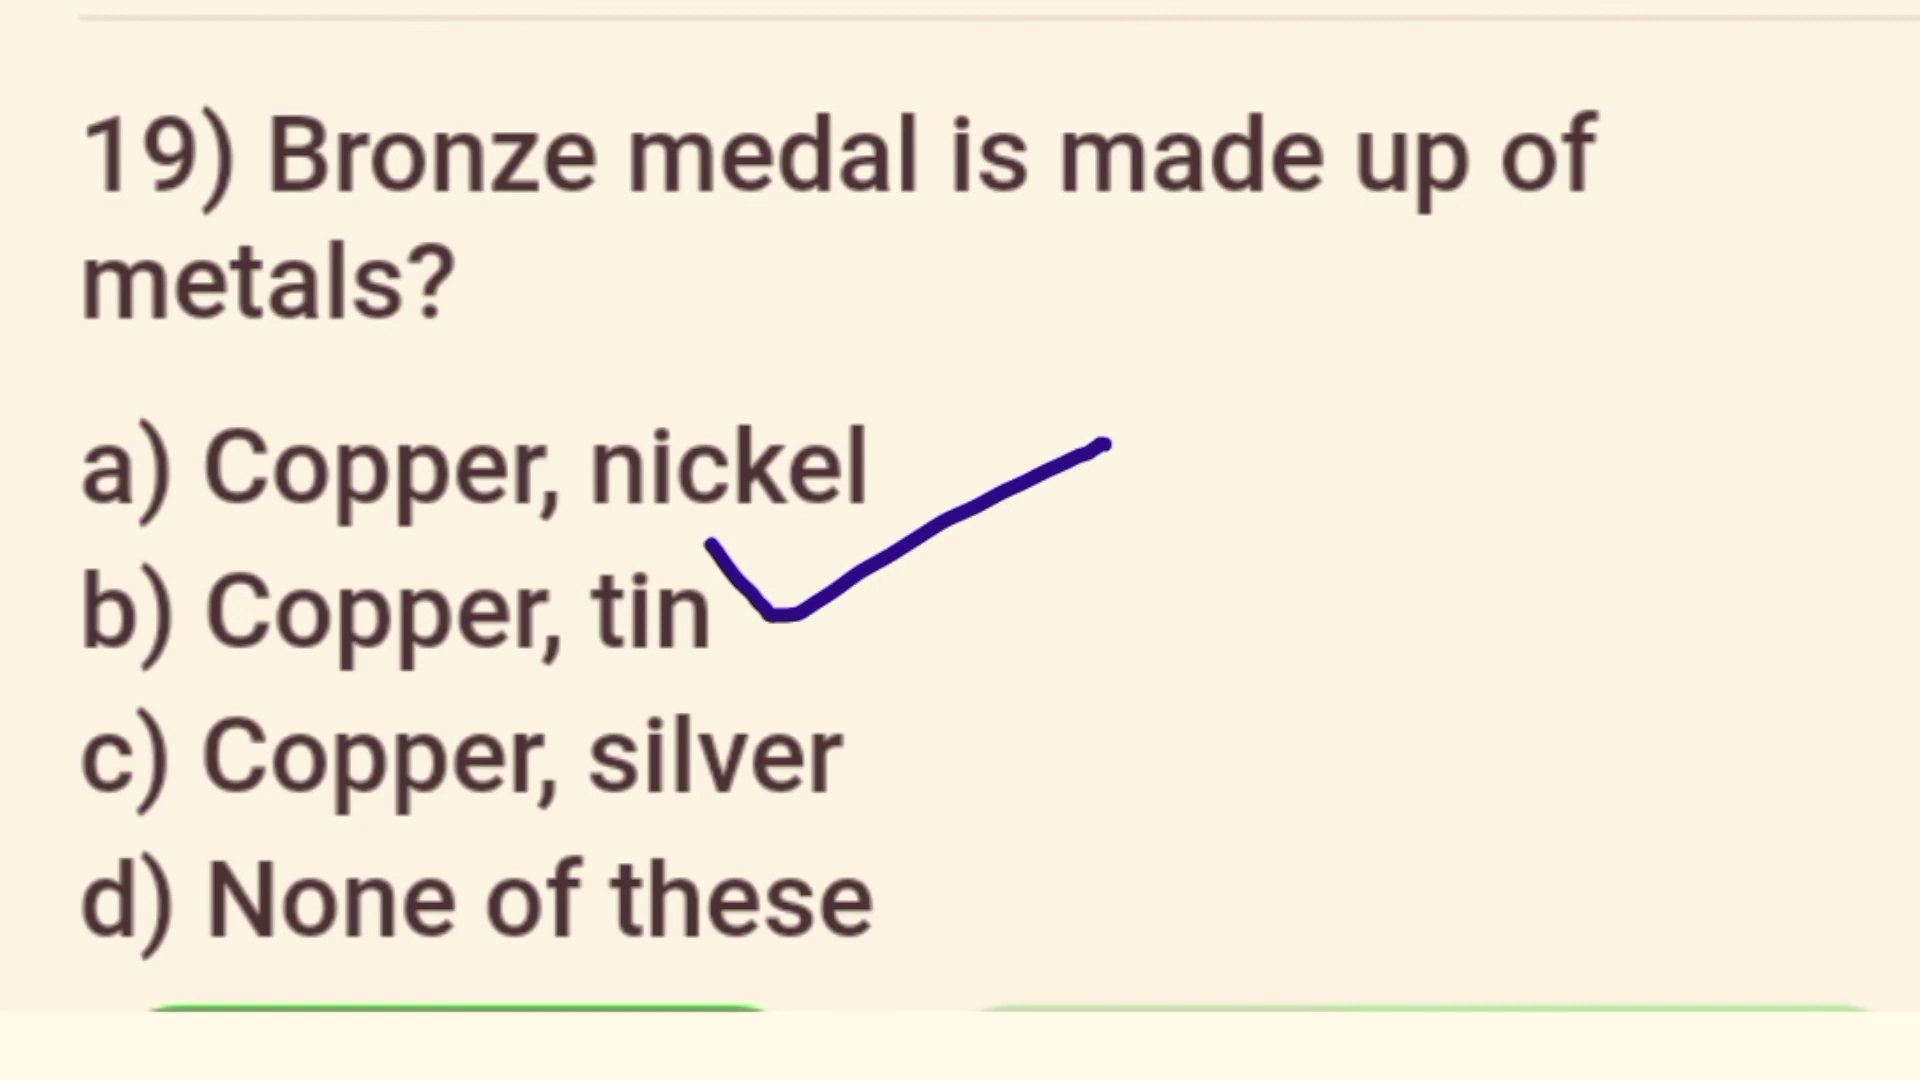 19) Bronze medal is made up of
metals?
a) Copper, nickel
b) Copper, tin
c) Copper, silver
d) None of these